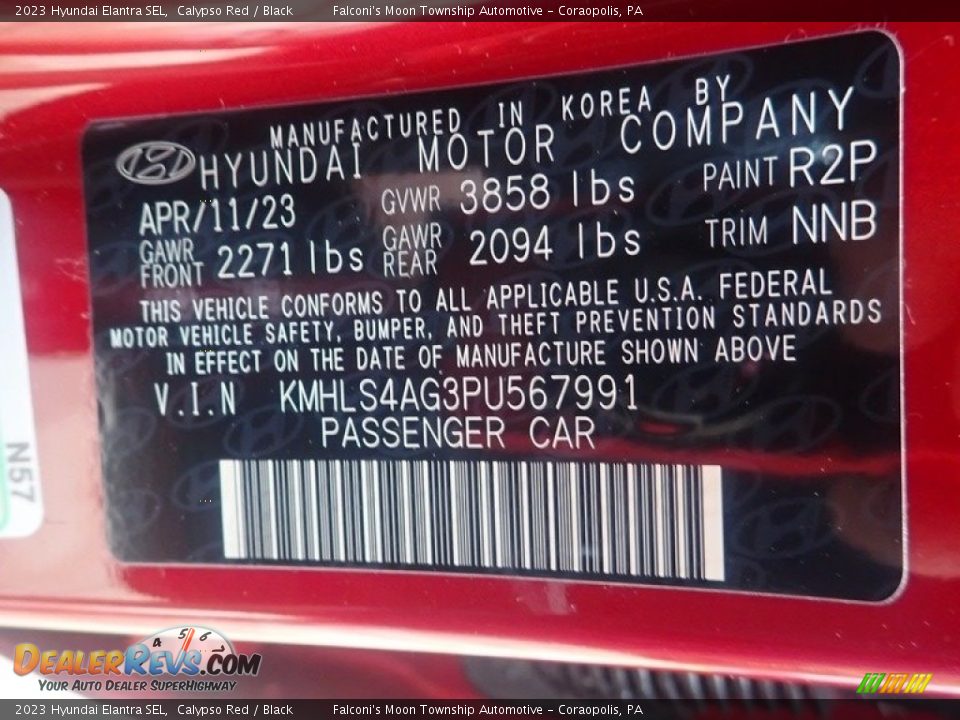 2023 Hyundai Elantra SEL, Calypso Red / Black Falconi's Moon Township Automotive - Coraopolis, PA
MANUFACTURED IN KOREA BY
HYUNDAI MOTOR COMPANY
APR/11/23 GVWR 3858 lbs PAINT R2P
GAWR FRONT 2271 lbs GAWR REAR 2094 lbs TRIM NNB
THIS VEHICLE CONFORMS TO ALL APPLICABLE U.S.A. FEDERAL
MOTOR VEHICLE SAFETY, BUMPER, AND THEFT PREVENTION STANDARDS
IN EFFECT ON THE DATE OF MANUFACTURE SHOWN ABOVE
V.I.N KMHLS4AG3PU567991
PASSENGER CAR
N57
4 5 6
DEALERREVS.COM
YOUR AUTO DEALER SUPERHIGHWAY
2023 Hyundai Elantra SEL, Calypso Red / Black Falconi's Moon Township Automotive - Coraopolis, PA